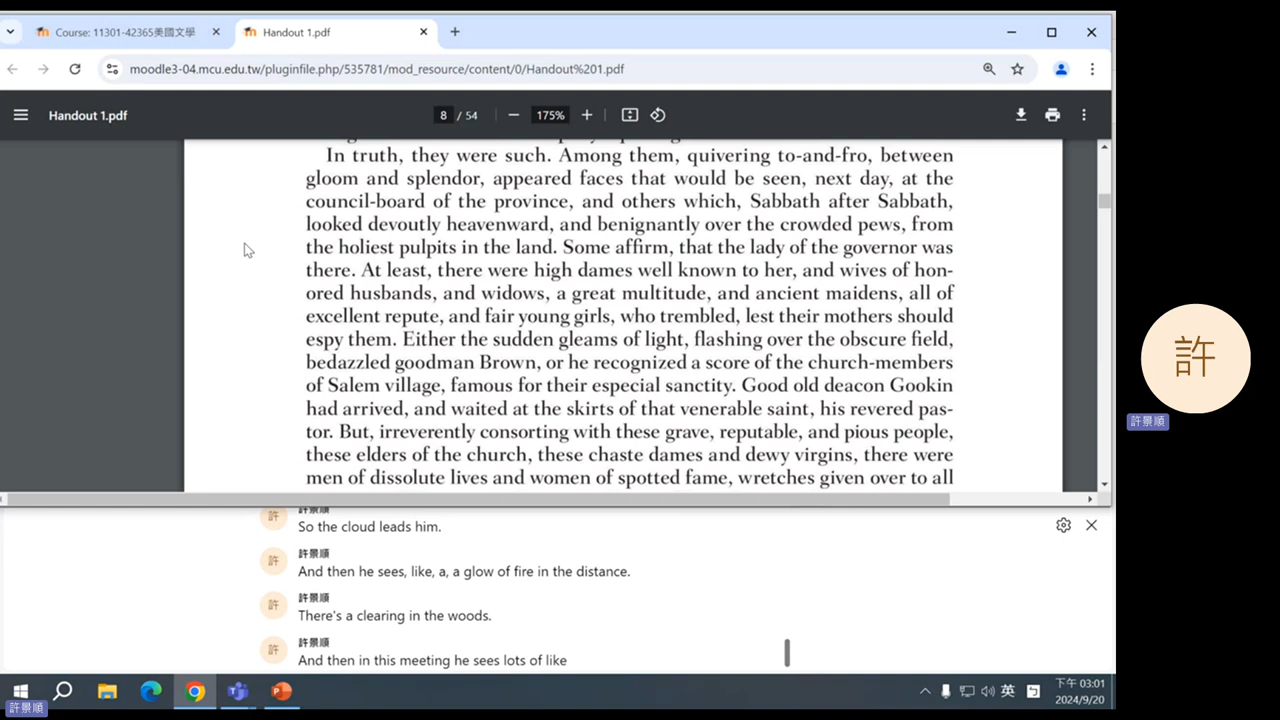 Course: 11301-42365美國文學
Handout 1.pdf
moodle3-04.mcu.edu.tw/pluginfile.php/535781/mod_resource/content/0/Handout%201.pdf
Handout 1.pdf
8 / 54
175%
In truth, they were such. Among them, quivering to-and-fro, between
gloom and splendor, appeared faces that would be seen, next day, at the
council-board of the province, and others which, Sabbath after Sabbath,
looked devoutly heavenward, and benignantly over the crowded pews, from
the holiest pulpits in the land. Some affirm, that the lady of the governor was
there. At least, there were high dames well known to her, and wives of hon-
ored husbands, and widows, a great multitude, and ancient maidens, all of
excellent repute, and fair young girls, who trembled, lest their mothers should
espy them. Either the sudden gleams of light, flashing over the obscure field,
bedazzled goodman Brown, or he recognized a score of the church-members
of Salem village, famous for their especial sanctity. Good old deacon Gookin
had arrived, and waited at the skirts of that venerable saint, his revered pas-
tor. But, irreverently consorting with these grave, reputable, and pious people,
these elders of the church, these chaste dames and dewy virgins, there were
men of dissolute lives and women of spotted fame, wretches given over to all
許
許景順
許
許景順
So the cloud leads him.
許
許景順
And then he sees, like, a, a glow of fire in the distance.
許
許景順
There's a clearing in the woods.
許
許景順
And then in this meeting he sees lots of like
英
下午 03:01
2024/9/20
許景順